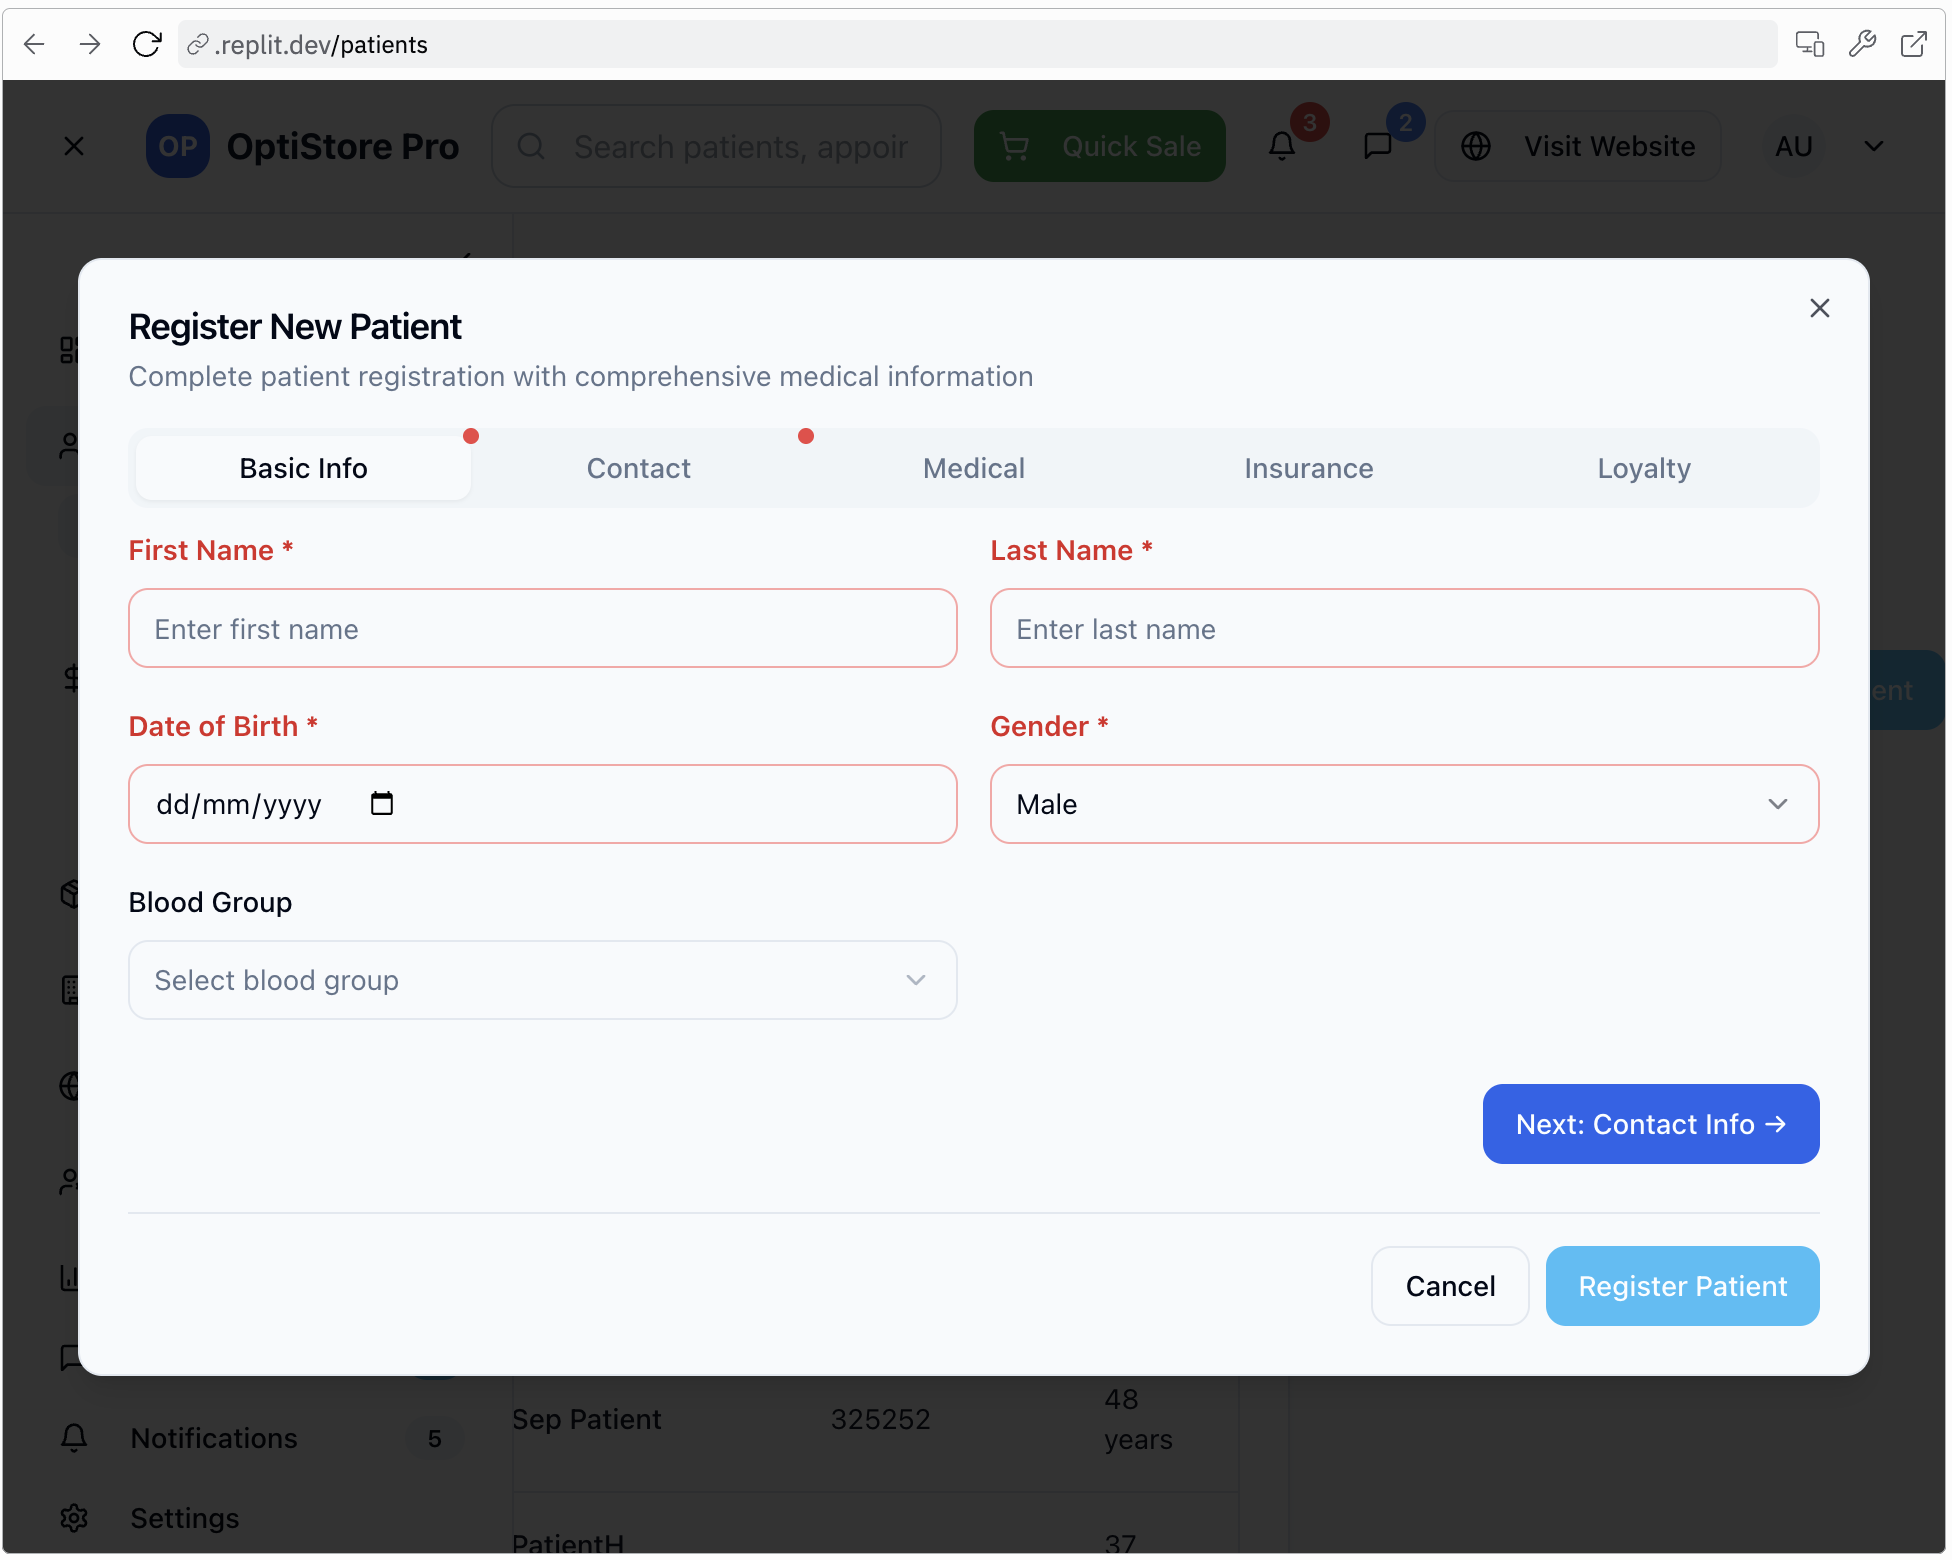 .replit.dev/patients
OP OptiStore Pro
Search patients, appoir
Quick Sale
3
2
Visit Website
AU
Register New Patient
Complete patient registration with comprehensive medical information
Basic Info Contact Medical Insurance Loyalty
First Name * Last Name *
Enter first name Enter last name
Date of Birth * Gender *
dd/mm/yyyy Male
Blood Group
Select blood group
Next: Contact Info →
Cancel Register Patient
ent
Sep Patient 325252 48 years
Notifications 5
Settings
PatientH 37